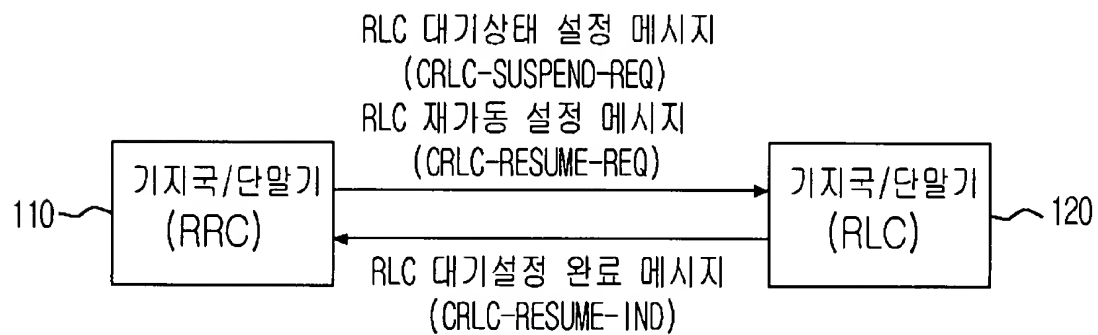 RLC 대기상태 설정 메시지
(CRLC-SUSPEND-REQ)
RLC 재가동 설정 메시지
(CRLC-RESUME-REQ)
110
기지국/단말기
(RRC)
기지국/단말기
(RLC)
120
RLC 대기설정 완료 메시지
(CRLC-RESUME-IND)